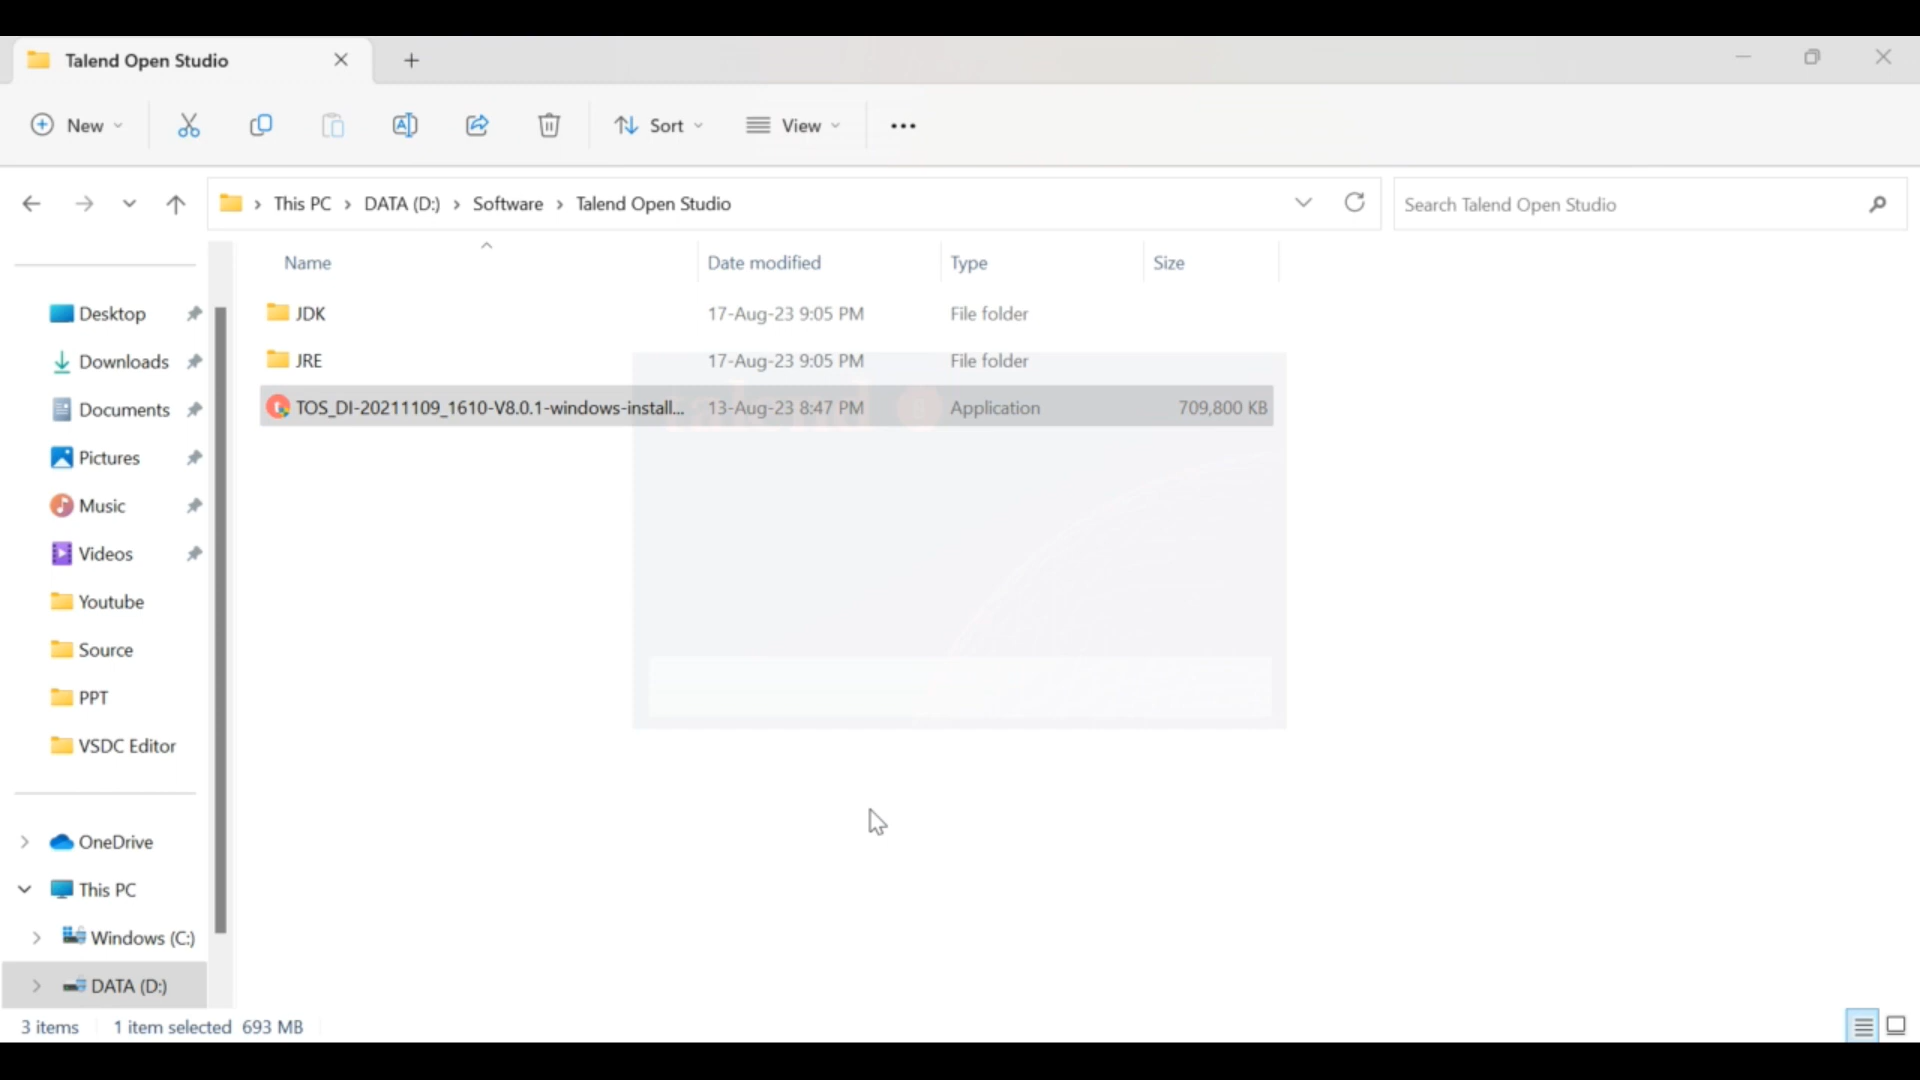 Talend Open Studio
New
Sort
View
This PC > DATA (D:) > Software > Talend Open Studio
Search Talend Open Studio
Name Date modified Type Size
JDK 17-Aug-23 9:05 PM File folder
JRE 17-Aug-23 9:05 PM File folder
TOS_DI-20211109_1610-V8.0.1-windows-install... 13-Aug-23 8:47 PM Application 709,800 KB
Desktop
Downloads
Documents
Pictures
Music
Videos
Youtube
Source
PPT
VSDC Editor
OneDrive
This PC
Windows (C:)
DATA (D:)
3 items 1 item selected 693 MB